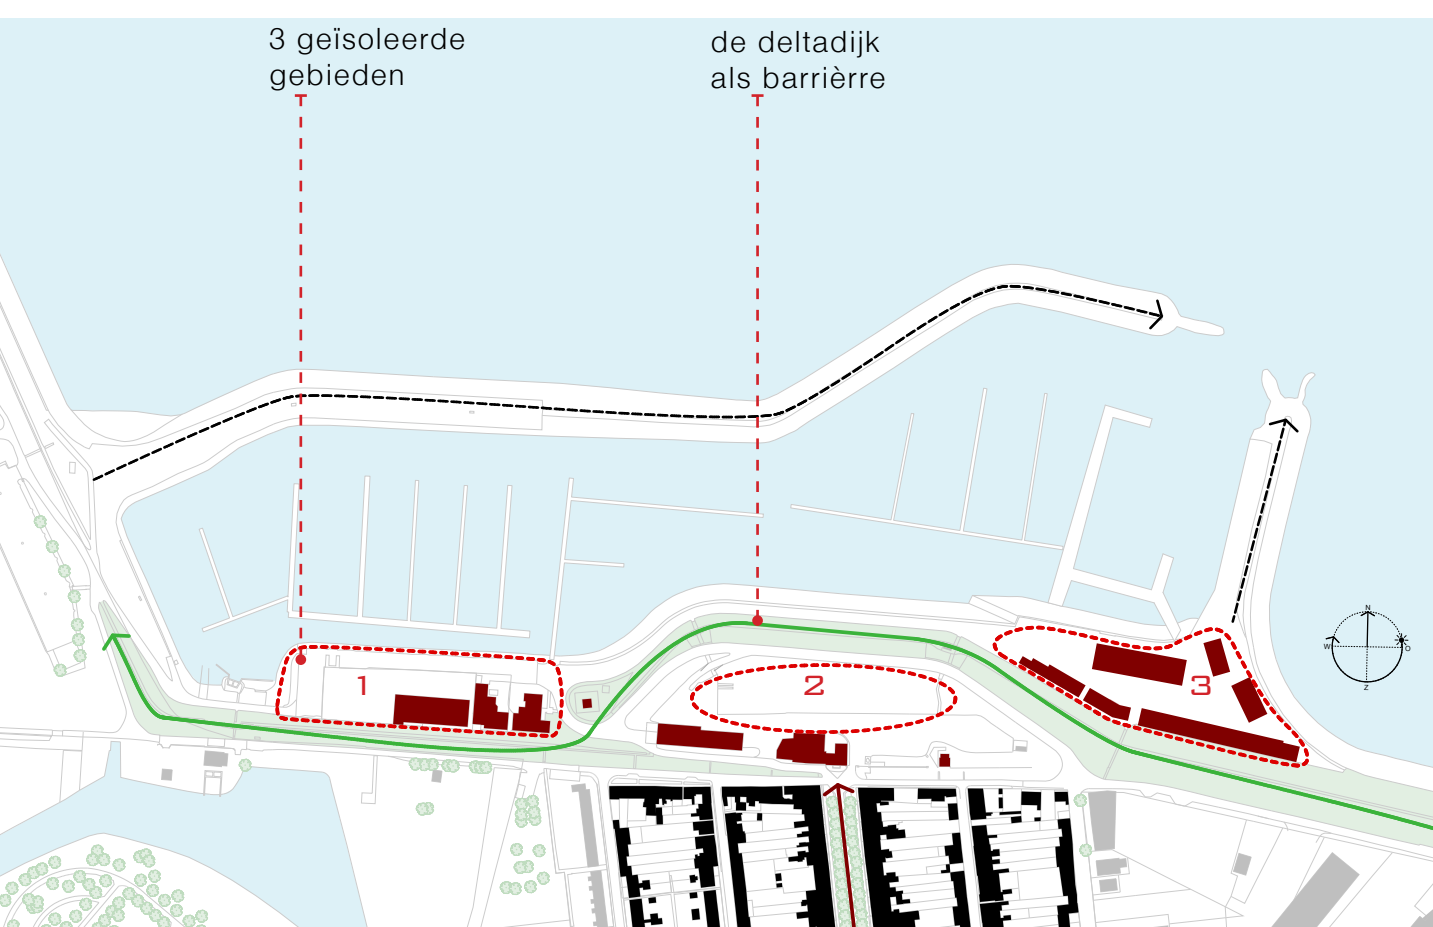 3 geïsoleerde
gebieden
de deltadijk
als barrièrre
1
2
3
N
W
O
Z